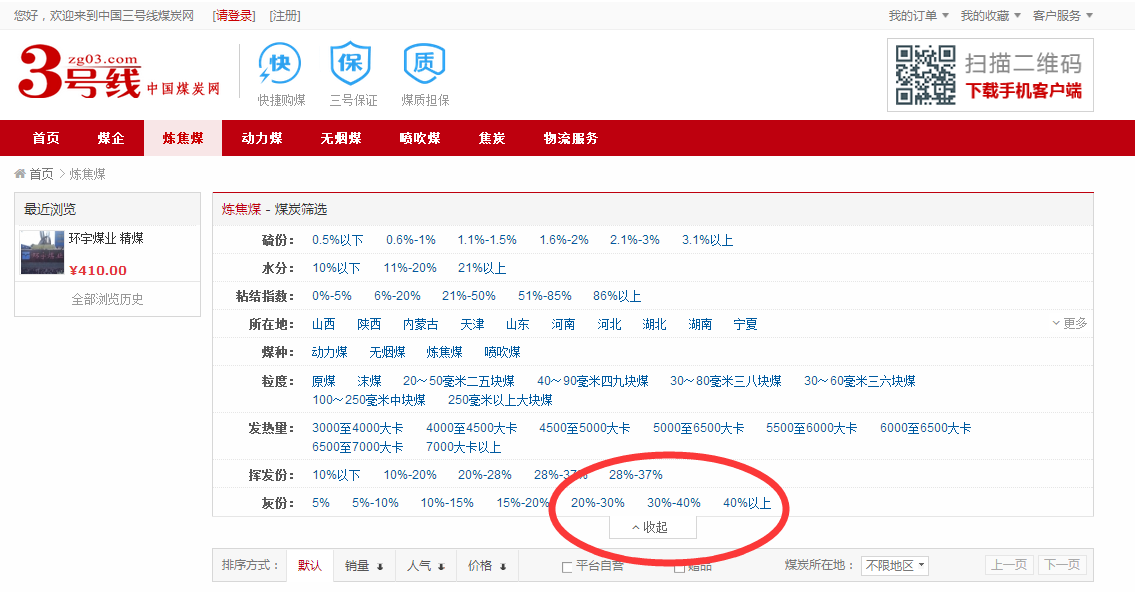 您好，欢迎来到中国三号线煤炭网 [请登录] [注册] 我的订单 我的收藏 客户服务
3号线 zg03.com 中国煤炭网
快 保 质
快捷购煤 三号保证 煤质担保
扫描二维码
下载手机客户端
首页 煤企 炼焦煤 动力煤 无烟煤 喷吹煤 焦炭 物流服务
首页 > 炼焦煤
最近浏览
环宇煤业 精煤
¥410.00
全部浏览历史
炼焦煤 - 煤炭筛选
硫份： 0.5%以下 0.6%-1% 1.1%-1.5% 1.6%-2% 2.1%-3% 3.1%以上
水分： 10%以下 11%-20% 21%以上
粘结指数： 0%-5% 6%-20% 21%-50% 51%-85% 86%以上
所在地： 山西 陕西 内蒙古 天津 山东 河南 河北 湖北 湖南 宁夏 更多
煤种： 动力煤 无烟煤 炼焦煤 喷吹煤
粒度： 原煤 沫煤 20～50毫米二五块煤 40～90毫米四九块煤 30～80毫米三八块煤 30～60毫米三六块煤
100～250毫米中块煤 250毫米以上大块煤
发热量： 3000至4000大卡 4000至4500大卡 4500至5000大卡 5000至6500大卡 5500至6000大卡 6000至6500大卡
6500至7000大卡 7000大卡以上
挥发份： 10%以下 10%-20% 20%-28% 28%-37% 28%-37%
灰份： 5% 5%-10% 10%-15% 15%-20% 20%-30% 30%-40% 40%以上
收起
排序方式： 默认 销量 人气 价格 平台自营 赠品 煤炭所在地： 不限地区 上一页 下一页